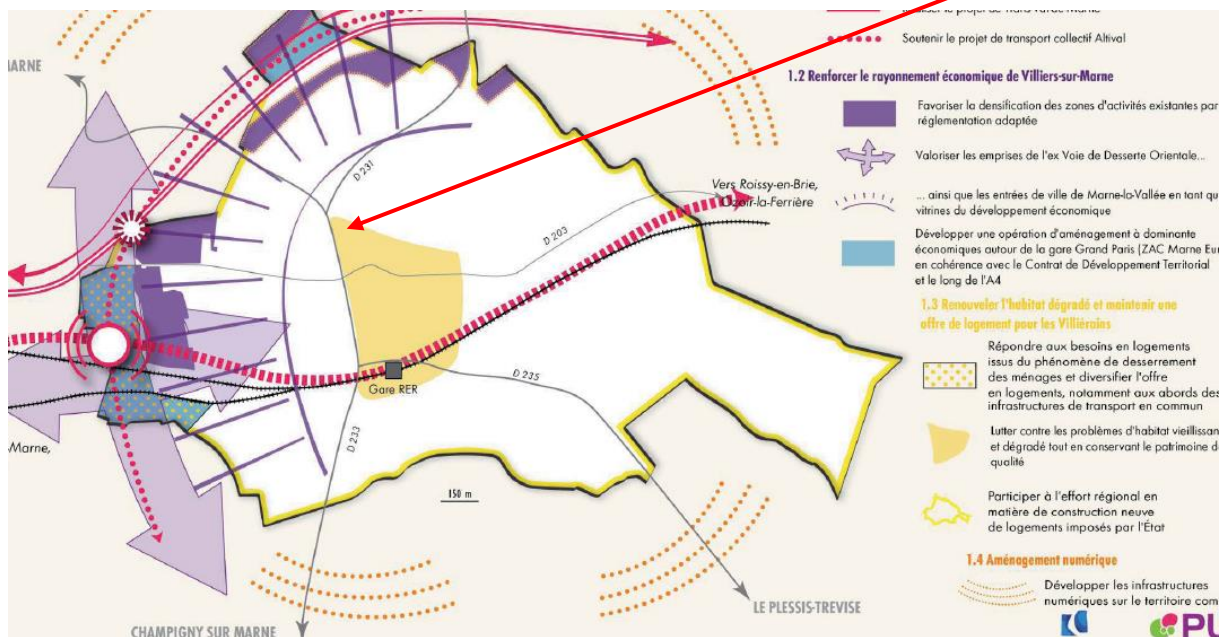 MARNE
D 231
D 203
Vers Roissy-en-Brie,
Ozoir-la-Ferrière
Gare RER
D 235
D 233
Marne,
150 m
LE PLESSIS-TREVISE
CHAMPIGNY SUR MARNE
le projet de
Soutenir le projet de transport collectif Altival
1.2 Renforcer le rayonnement économique de Villiers-sur-Marne
Favoriser la densification des zones d'activités existantes par
réglementation adaptée
Valoriser les emprises de l'ex Voie de Desserte Orientale...
... ainsi que les entrées de ville de Marne-la-Vallée en tant qu
vitrines du développement économique
Développer une opération d'aménagement à dominante
économiques autour de la gare Grand Paris (ZAC Marne Eur
en cohérence avec le Contrat de Développement Territorial
et le long de l'A4
1.3 Renouveler l'habitat dégradé et maintenir une
offre de logement pour les Villiérains
Répondre aux besoins en logements
issus du phénomène de desserrement
des ménages et diversifier l'offre
en logements, notamment aux abords des
infrastructures de transport en commun
Lutter contre les problèmes d'habitat vieillissan
et dégradé tout en conservant le patrimoine d
qualité
Participer à l'effort régional en
matière de construction neuve
de logements imposés par l'État
1.4 Aménagement numérique
Développer les infrastructures
numériques sur le territoire com
PL